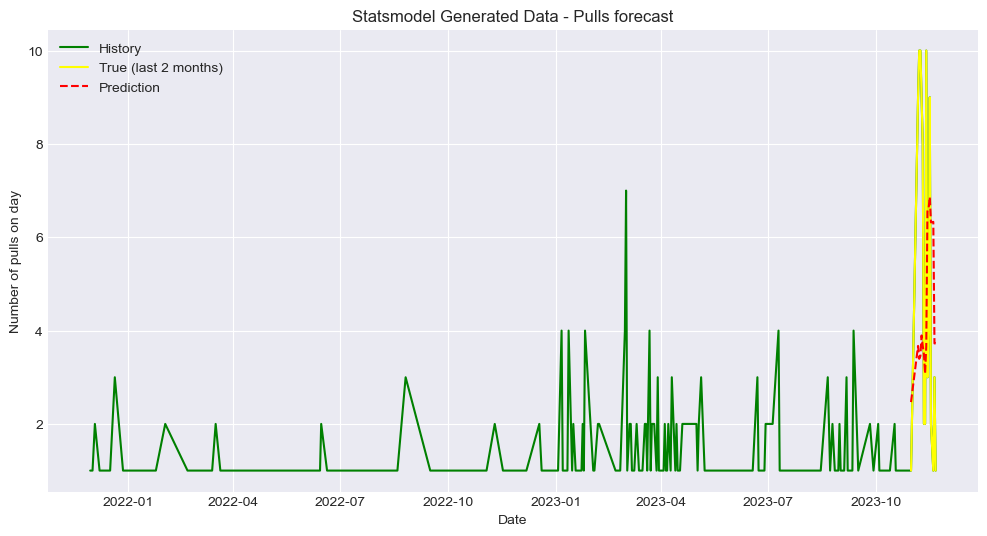 Statsmodel Generated Data - Pulls forecast
History
True (last 2 months)
Prediction
Number of pulls on day
10
8
6
4
2
2022-01
2022-04
2022-07
2022-10
2023-01
2023-04
2023-07
2023-10
Date